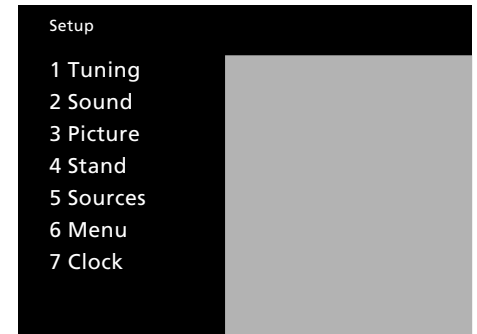 Setup
1 Tuning
2 Sound
3 Picture
4 Stand
5 Sources
6 Menu
7 Clock